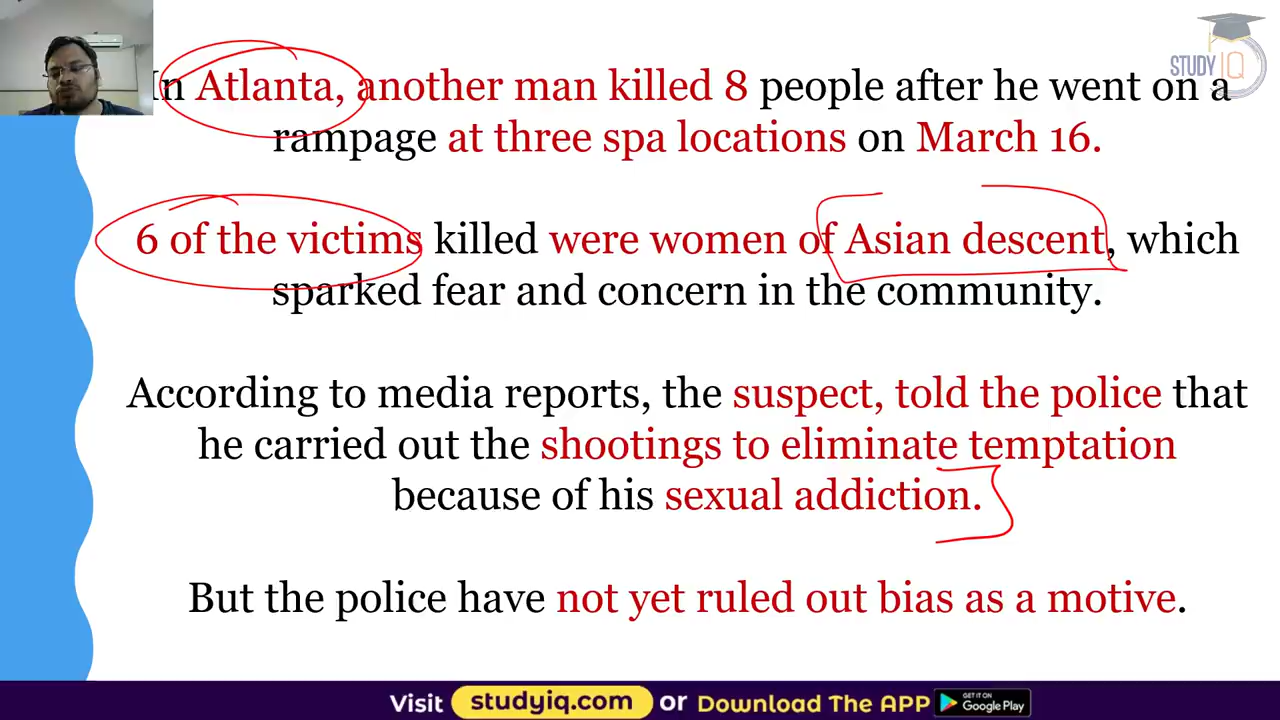 STUDY IQ
In Atlanta, another man killed 8 people after he went on a
rampage at three spa locations on March 16.
6 of the victims killed were women of Asian descent, which
sparked fear and concern in the community.
According to media reports, the suspect, told the police that
he carried out the shootings to eliminate temptation
because of his sexual addiction.
But the police have not yet ruled out bias as a motive.
Visit studyiq.com or Download The APP GET IT ON Google Play